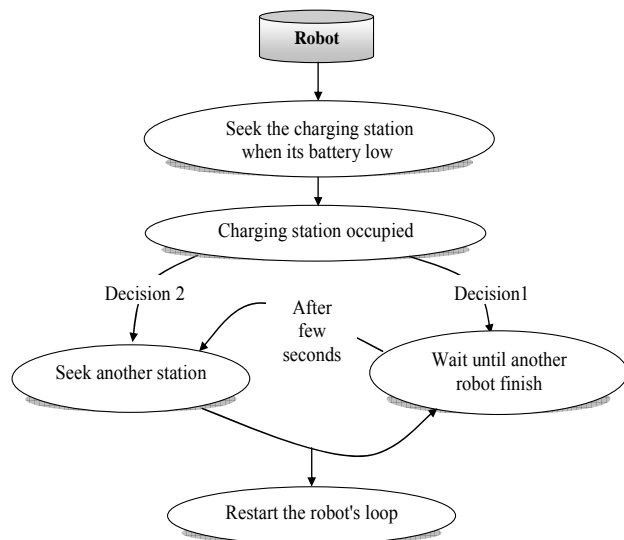 Robot
Seek the charging station
when its battery low
Charging station occupied
Decision 2
After
few
seconds
Decision1
Seek another station
Wait until another
robot finish
Restart the robot's loop